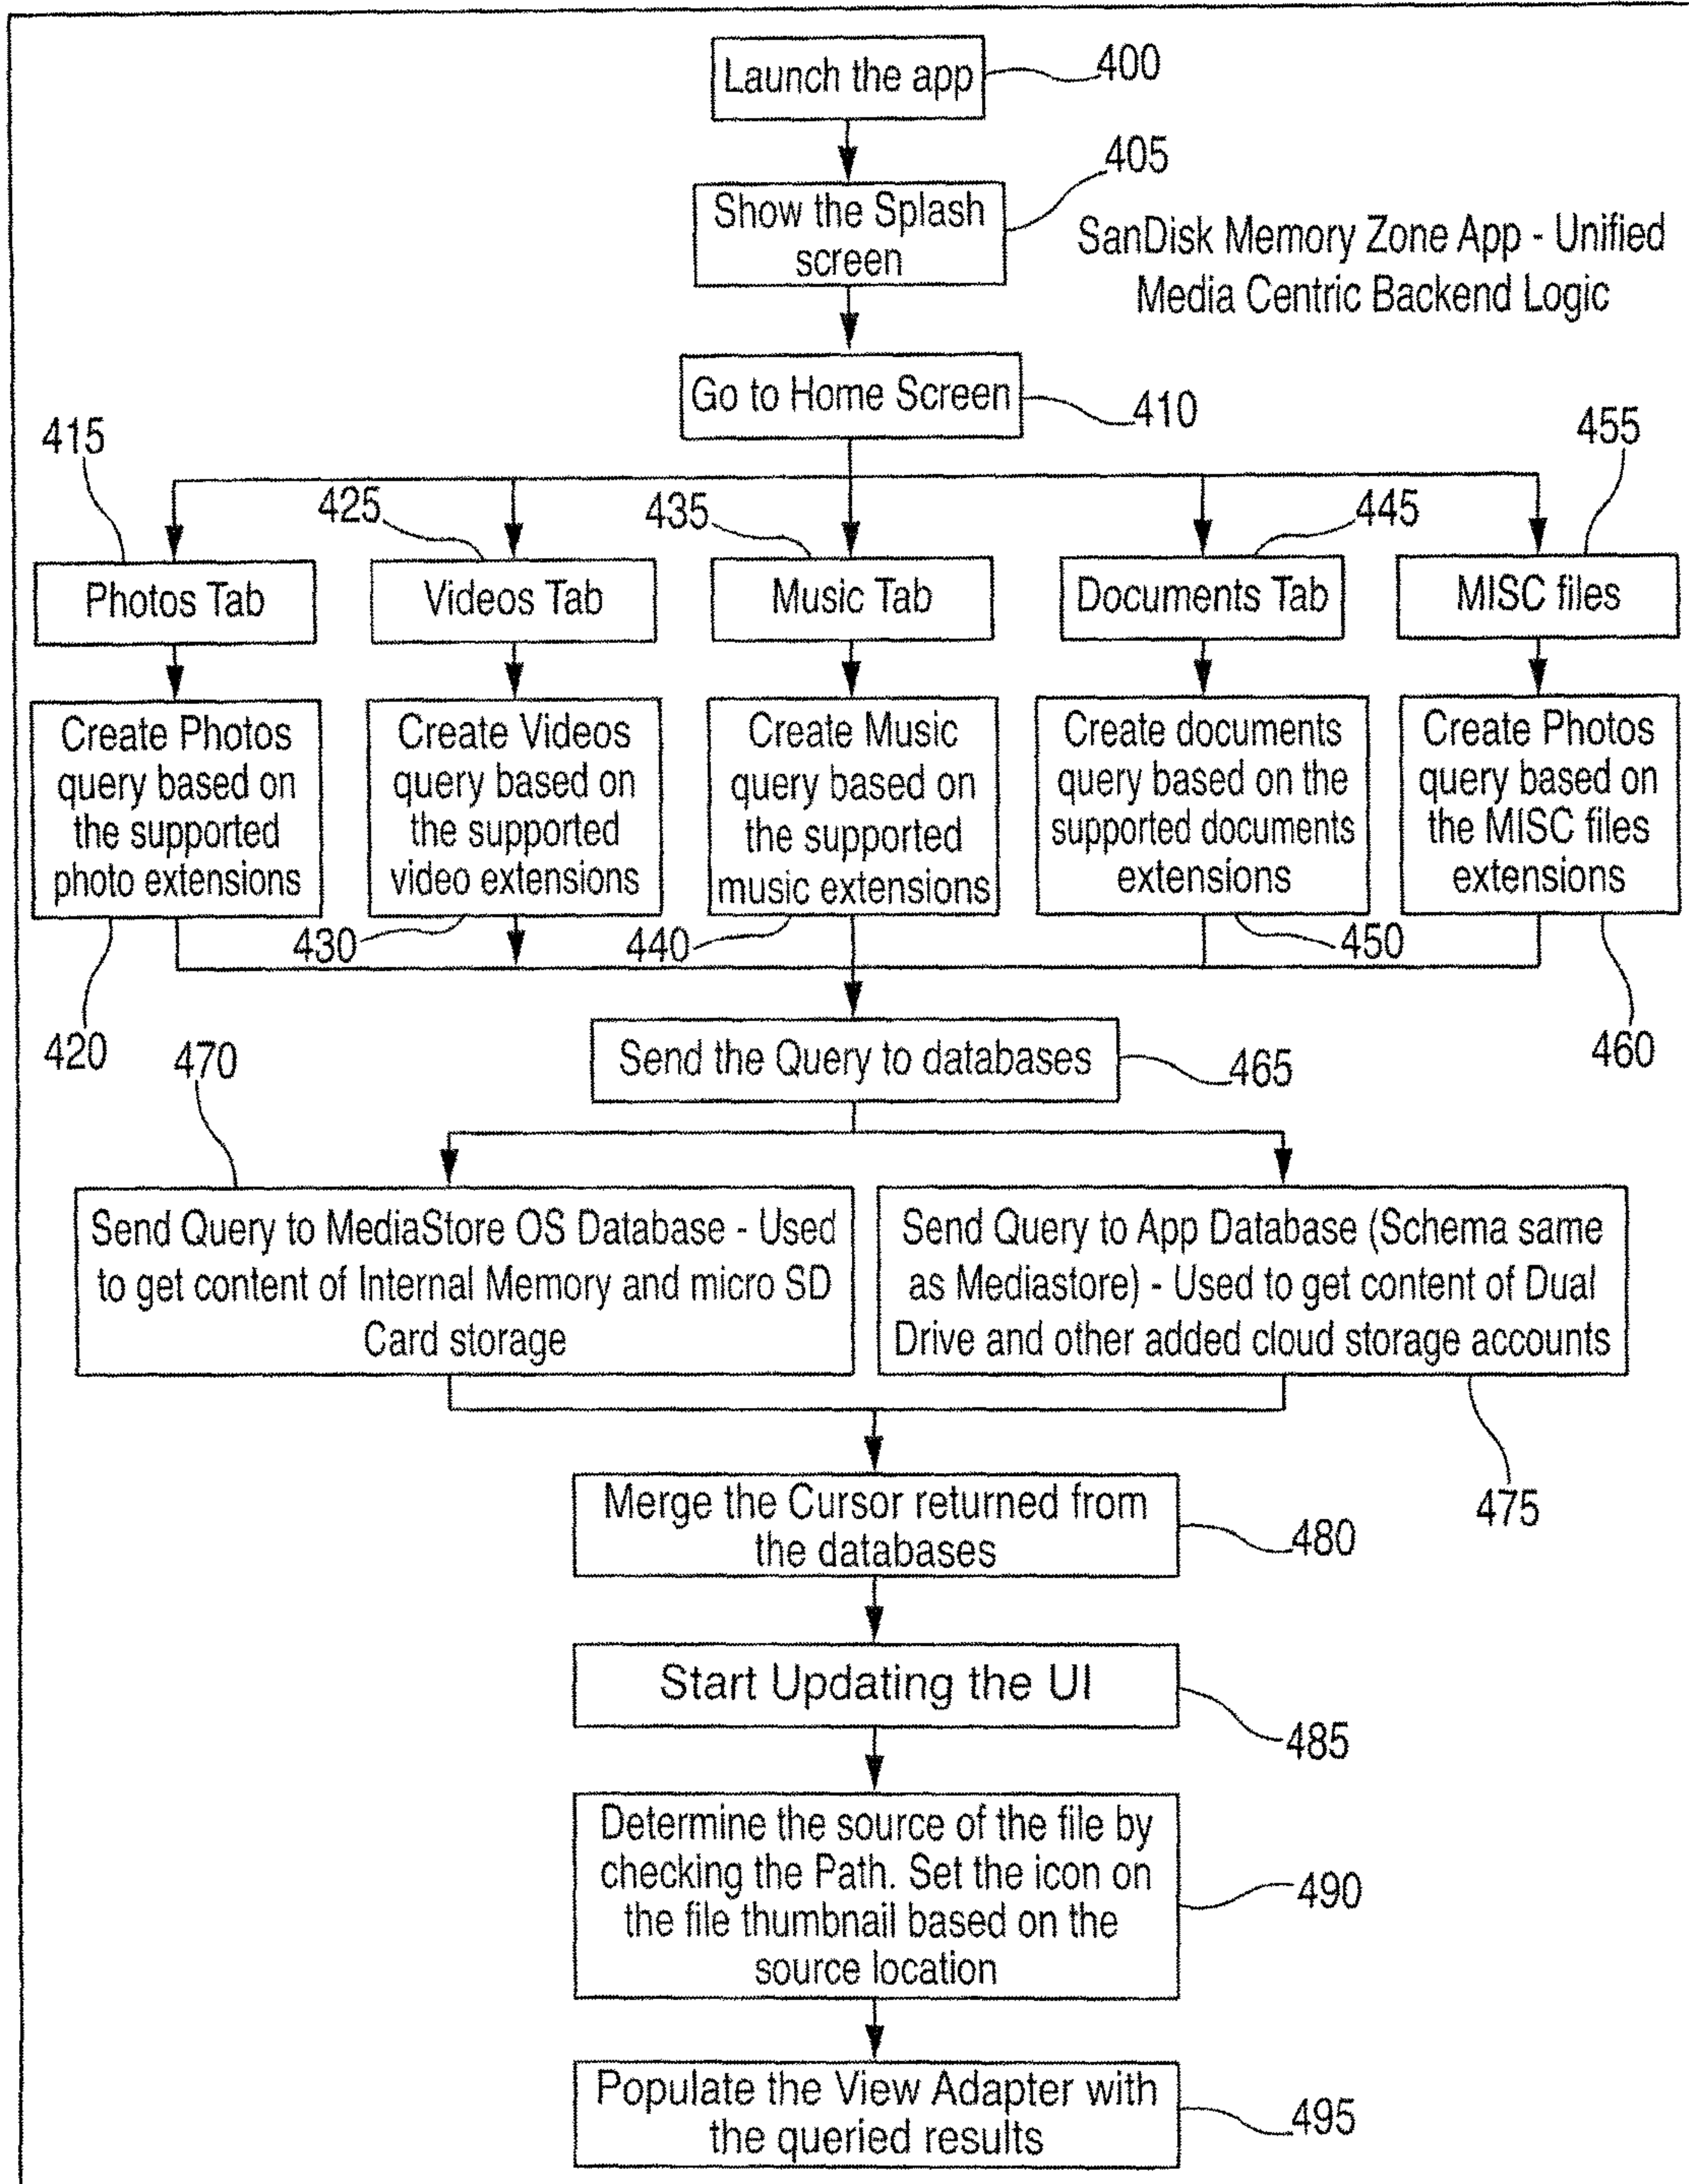 Launch the app
400
405
Show the Splash
screen
SanDisk Memory Zone App - Unified
Media Centric Backend Logic
Go to Home Screen
410
415
425
435
445
455
Photos Tab
Videos Tab
Music Tab
Documents Tab
MISC files
Create Photos
query based on
the supported
photo extensions
Create Videos
query based on
the supported
video extensions
Create Music
query based on
the supported
music extensions
Create documents
query based on the
supported documents
extensions
Create Photos
query based on
the MISC files
extensions
420
430
440
450
460
Send the Query to databases
465
470
Send Query to MediaStore OS Database - Used
to get content of Internal Memory and micro SD
Card storage
Send Query to App Database (Schema same
as Mediastore) - Used to get content of Dual
Drive and other added cloud storage accounts
475
Merge the Cursor returned from
the databases
480
Start Updating the UI
485
Determine the source of the file by
checking the Path. Set the icon on
the file thumbnail based on the
source location
490
Populate the View Adapter with
the queried results
495